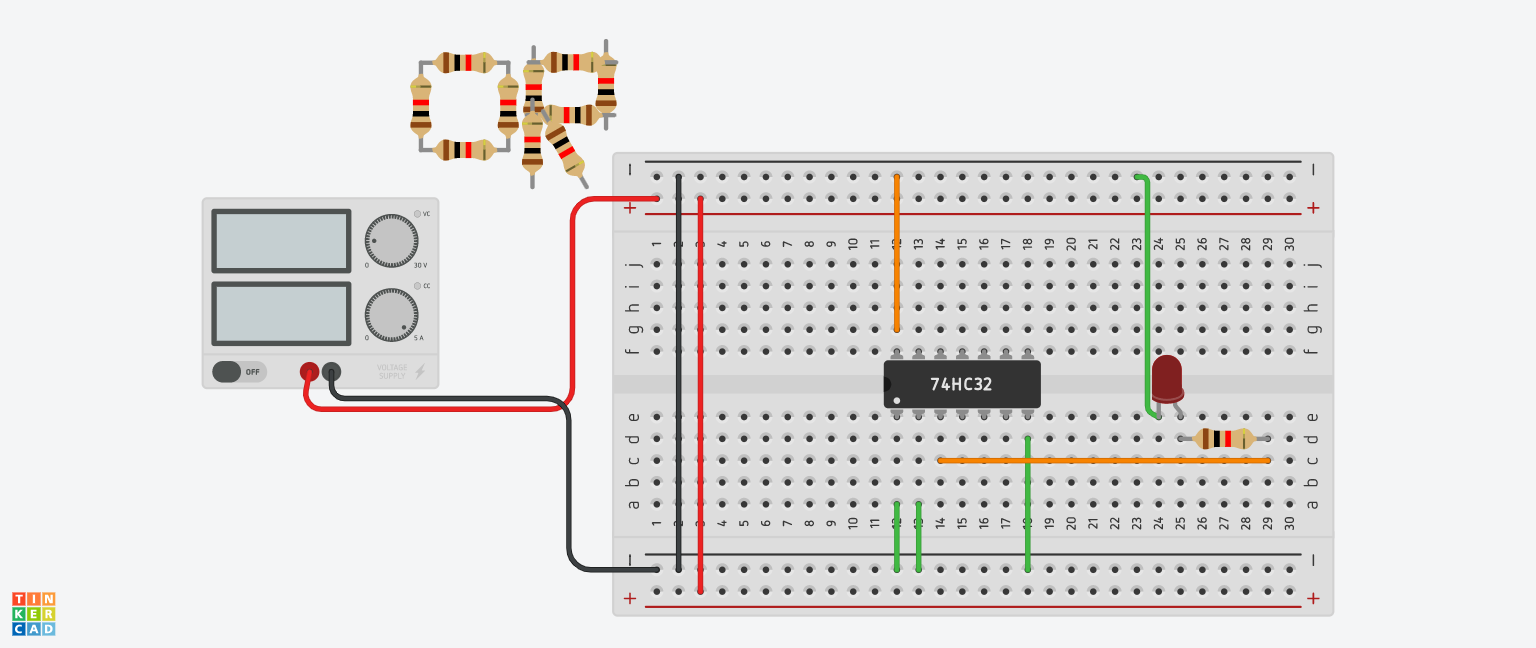 OR
VC
0 30 V
CC
0 5 A
OFF
VOLTAGE
SUPPLY
− −
+ +
1 2 3 4 5 6 7 8 9 10 11 12 13 14 15 16 17 18 19 20 21 22 23 24 25 26 27 28 29 30
j j
i i
h h
g g
f f
74HC32
e e
d d
c c
b b
a a
1 2 3 4 5 6 7 8 9 10 11 12 13 14 15 16 17 18 19 20 21 22 23 24 25 26 27 28 29 30
− −
+ +
TIN
KER
CAD